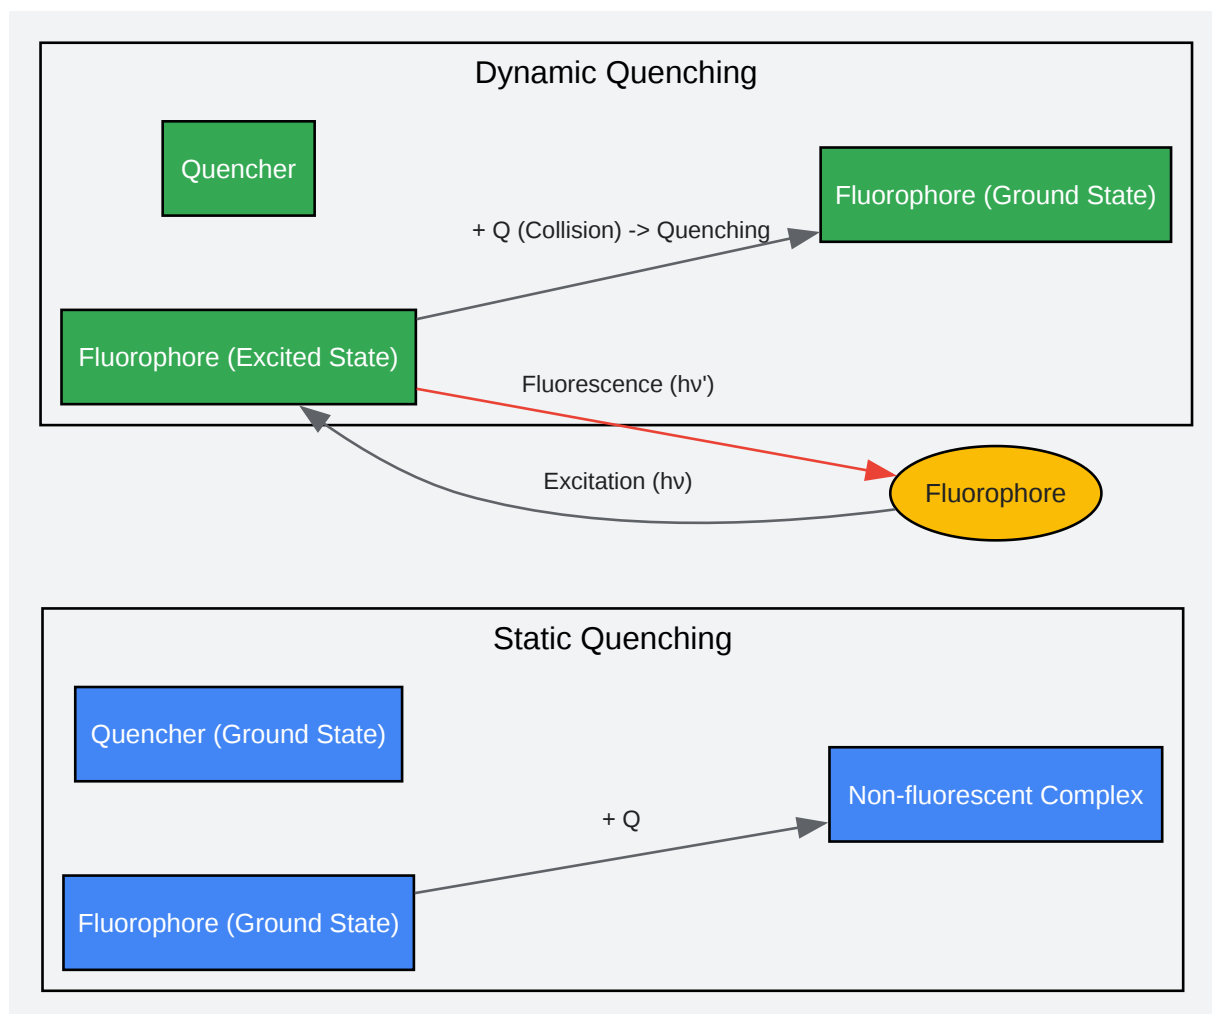 Dynamic Quenching
Quencher
Fluorophore (Ground State)
+ Q (Collision) -> Quenching
Fluorophore (Excited State)
Fluorescence (hν')
Excitation (hν)
Fluorophore
Static Quenching
Quencher (Ground State)
Non-fluorescent Complex
+ Q
Fluorophore (Ground State)